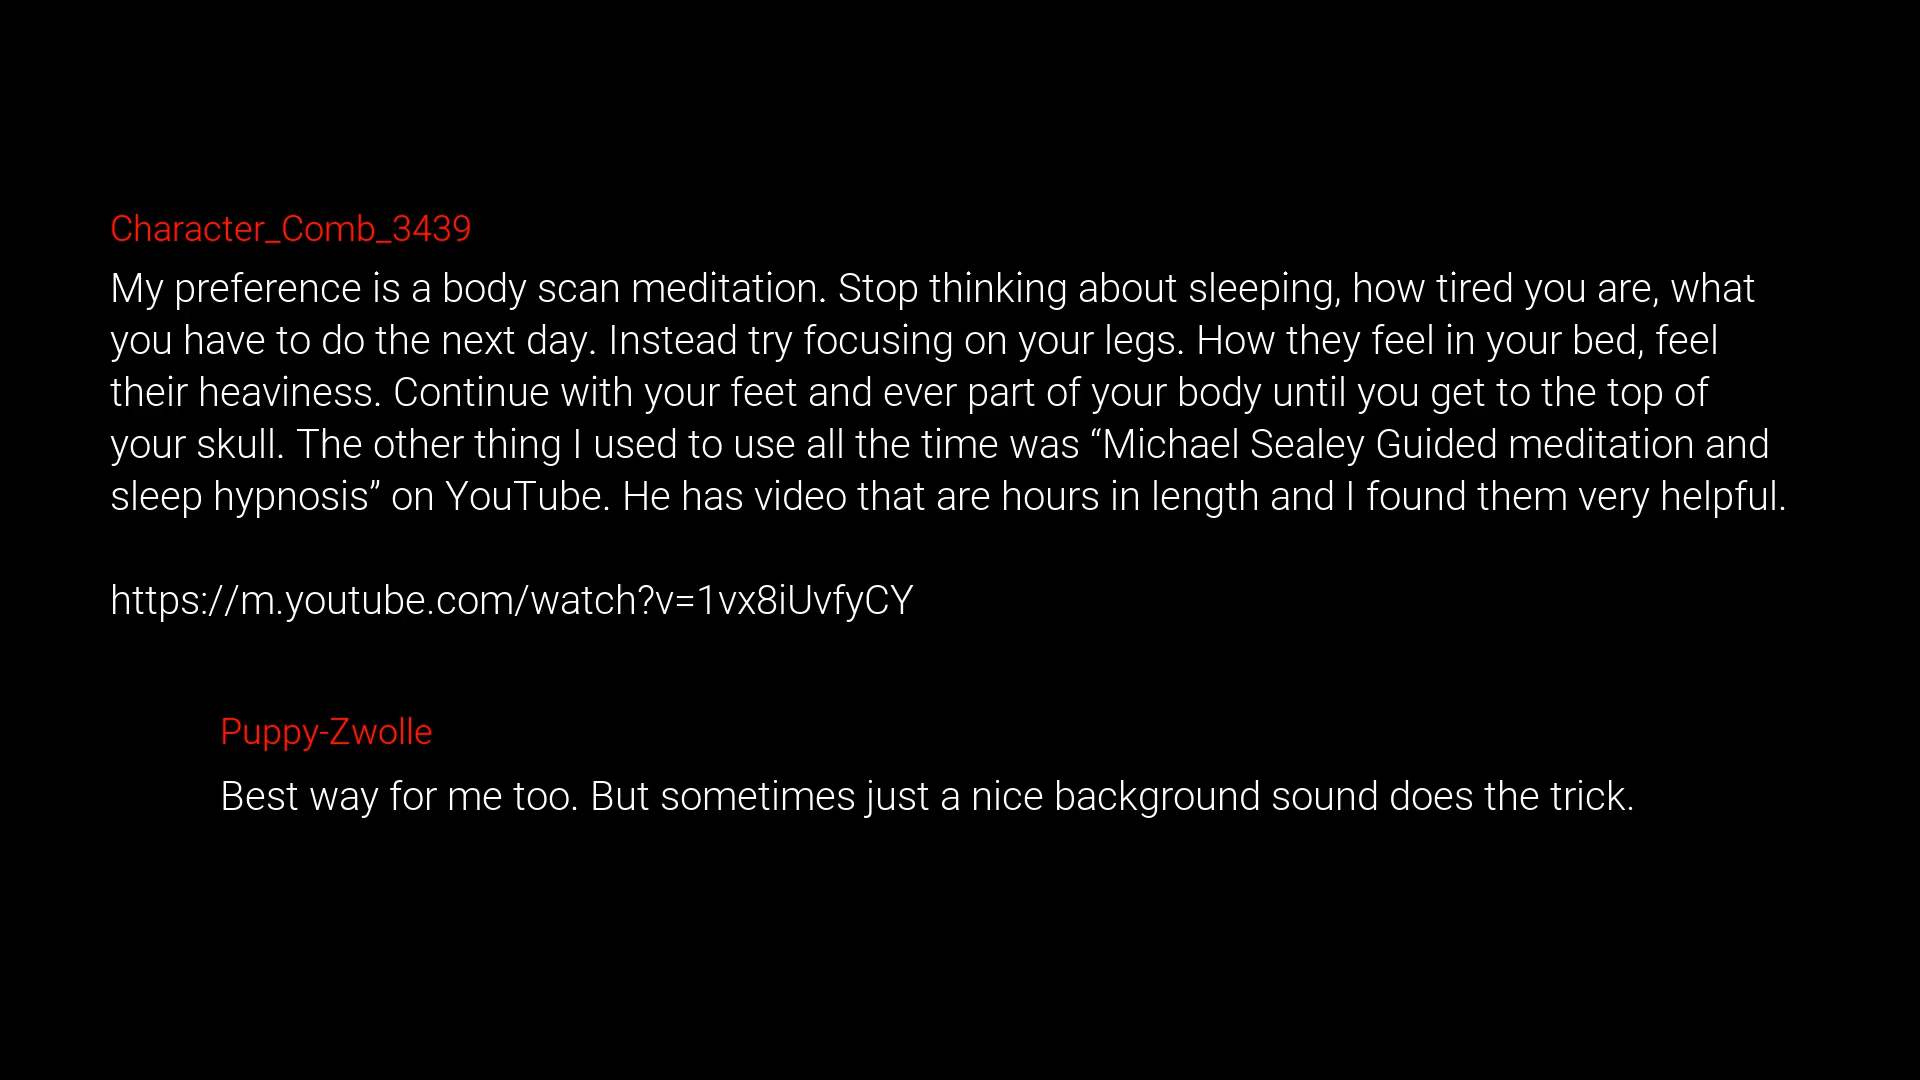 Character_Comb_3439
My preference is a body scan meditation. Stop thinking about sleeping, how tired you are, what
you have to do the next day. Instead try focusing on your legs. How they feel in your bed, feel
their heaviness. Continue with your feet and ever part of your body until you get to the top of
your skull. The other thing I used to use all the time was “Michael Sealey Guided meditation and
sleep hypnosis” on YouTube. He has video that are hours in length and I found them very helpful.
https://m.youtube.com/watch?v=1vx8iUvfyCY
Puppy-Zwolle
Best way for me too. But sometimes just a nice background sound does the trick.